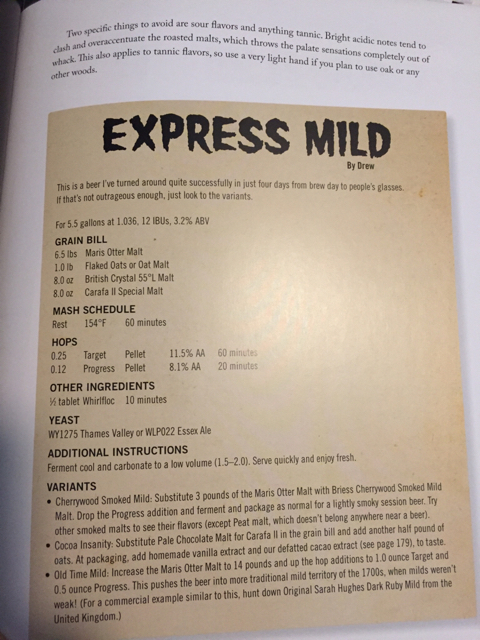 Two specific things to avoid are sour flavors and anything tannic. Bright acidic notes tend to
clash and overaccentuate the roasted malts, which throws the palate sensations completely out of
whack. This also applies to tannic flavors, so use a very light hand if you plan to use oak or any
other woods.
EXPRESS MILD
By Drew
This is a beer I've turned around quite successfully in just four days from brew day to people's glasses.
If that's not outrageous enough, just look to the variants.
For 5.5 gallons at 1.036, 12 IBUs, 3.2% ABV
GRAIN BILL
6.5 lbs Maris Otter Malt
1.0 lb Flaked Oats or Oat Malt
8.0 oz British Crystal 55°L Malt
8.0 oz Carafa II Special Malt
MASH SCHEDULE
Rest 154°F 60 minutes
HOPS
0.25 Target Pellet 11.5% AA 60 minutes
0.12 Progress Pellet 8.1% AA 20 minutes
OTHER INGREDIENTS
½ tablet Whirlfloc 10 minutes
YEAST
WY1275 Thames Valley or WLP022 Essex Ale
ADDITIONAL INSTRUCTIONS
Ferment cool and carbonate to a low volume (1.5–2.0). Serve quickly and enjoy fresh.
VARIANTS
• Cherrywood Smoked Mild: Substitute 3 pounds of the Maris Otter Malt with Briess Cherrywood Smoked Mild
Malt. Drop the Progress addition and ferment and package as normal for a lightly smoky session beer. Try
other smoked malts to see their flavors (except Peat malt, which doesn't belong anywhere near a beer).
• Cocoa Insanity: Substitute Pale Chocolate Malt for Carafa II in the grain bill and add another half pound of
oats. At packaging, add homemade vanilla extract and our defatted cacao extract (see page 179), to taste.
• Old Time Mild: Increase the Maris Otter Malt to 14 pounds and up the hop additions to 1.0 ounce Target and
0.5 ounce Progress. This pushes the beer into more traditional mild territory of the 1700s, when milds weren't
weak! (For a commercial example similar to this, hunt down Original Sarah Hughes Dark Ruby Mild from the
United Kingdom.)